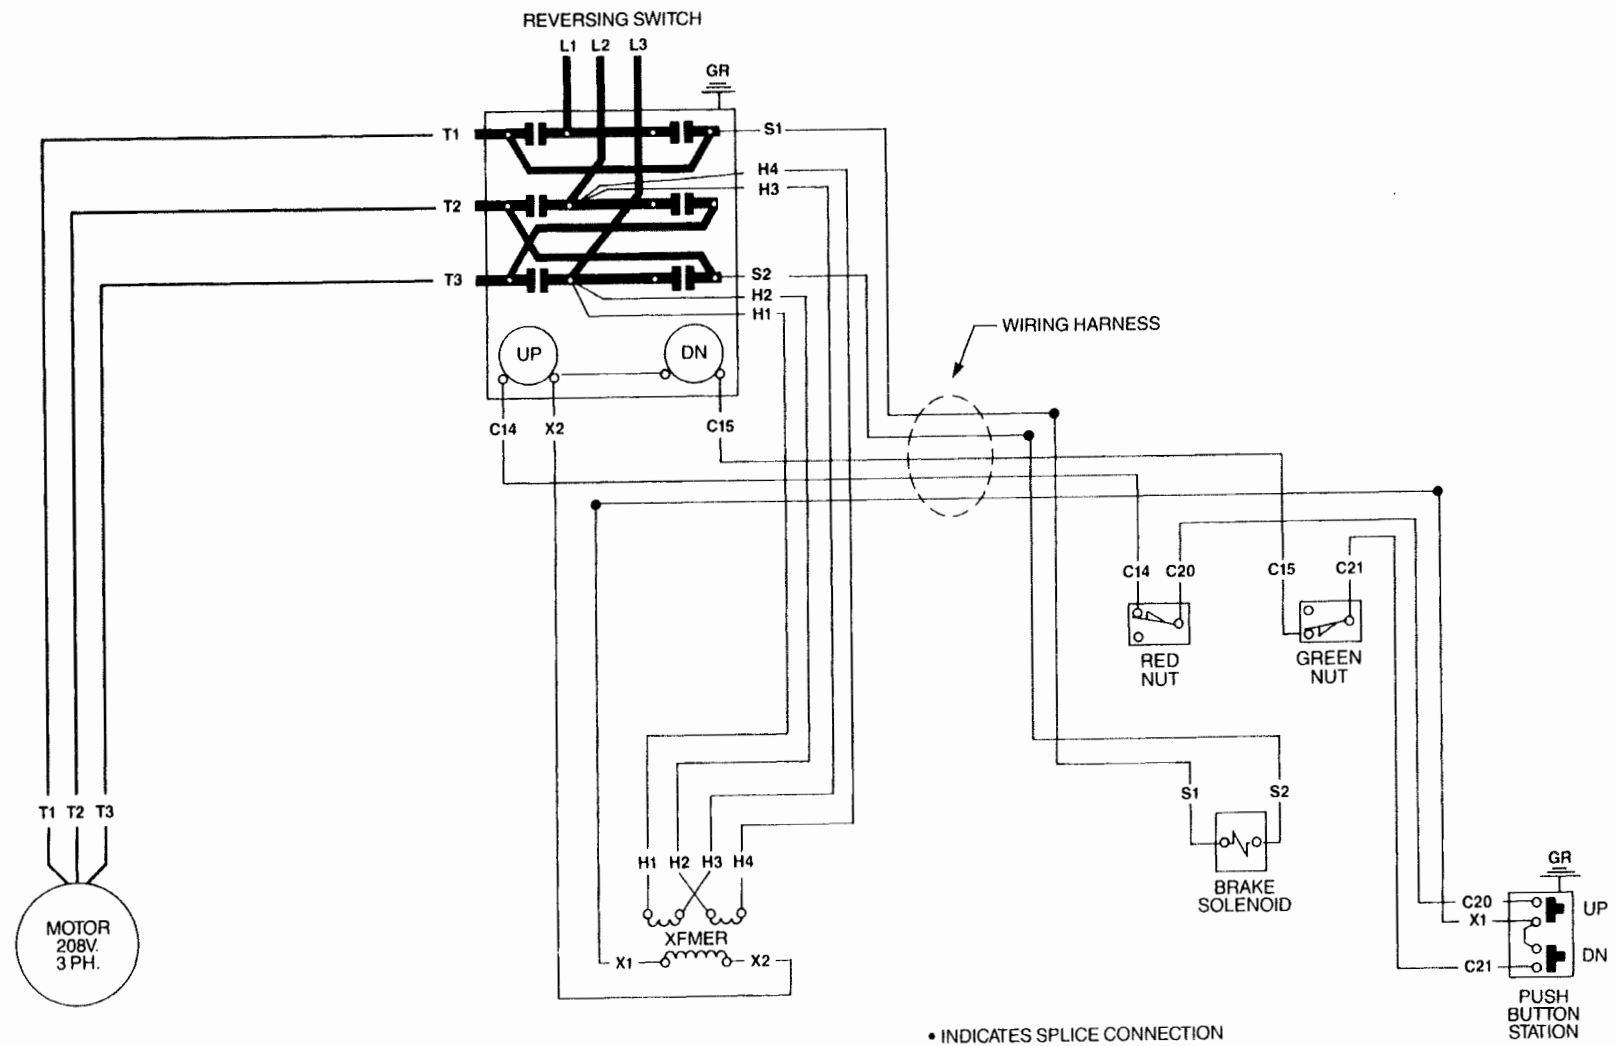 REVERSING SWITCH
L1 L2 L3
GR
T1
S1
H4
H3
T2
T3
S2
H2
H1
WIRING HARNESS
UP
DN
C14
X2
C15
C14
C20
C15
C21
RED
NUT
GREEN
NUT
T1 T2 T3
S1
S2
H1 H2 H3 H4
BRAKE
SOLENOID
GR
C20
X1
UP
MOTOR
208V.
3 PH.
XFMER
X1
X2
C21
DN
PUSH
BUTTON
STATION
• INDICATES SPLICE CONNECTION